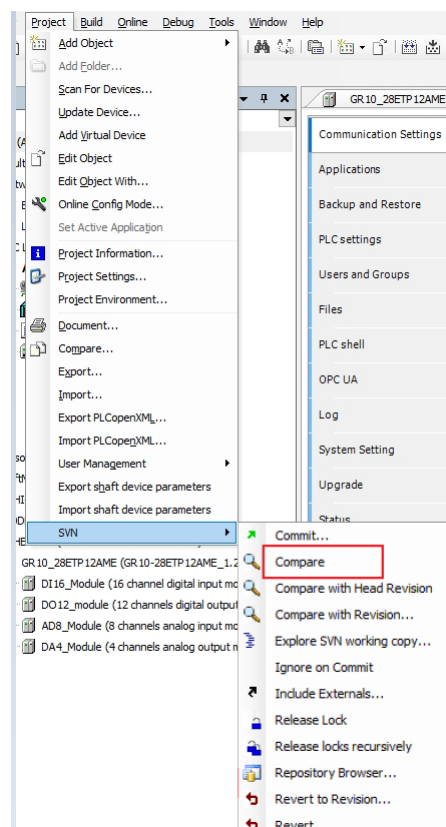 Project Build Online Debug Tools Window Help
Add Object
Add Folder...
Scan For Devices...
Update Device...
Add Virtual Device
Edit Object
Edit Object With...
Online Config Mode...
Set Active Application
Project Information...
Project Settings...
Project Environment...
Document...
Compare...
Export...
Import...
Export PLCopenXML...
Import PLCopenXML...
User Management
Export shaft device parameters
Import shaft device parameters
SVN
GR10_28ETP12AME (GR10-28ETP12AME_1.2
DI16_Module (16 channel digital input mo
DO12_module (12 channels digital output
AD8_Module (8 channels analog input mo
DA4_Module (4 channels analog output m
GR10_28ETP12AME
Communication Settings
Applications
Backup and Restore
PLC settings
Users and Groups
Files
PLC shell
OPC UA
Log
System Setting
Upgrade
Status
Commit...
Compare
Compare with Head Revision
Compare with Revision...
Explore SVN working copy...
Ignore on Commit
Include Externals...
Release Lock
Release locks recursively
Repository Browser...
Revert to Revision...
Revert